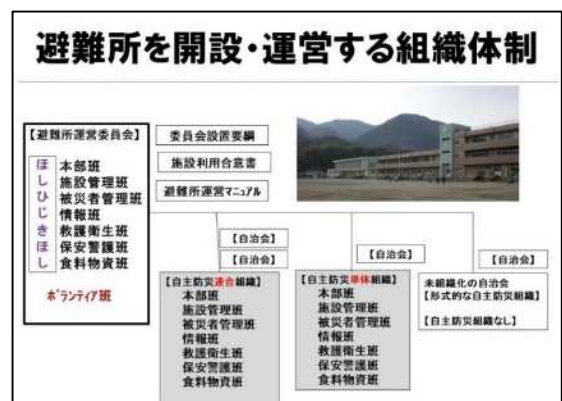 避難所を開設・運営する組織体制
【避難所運営委員会】
ほ 本部班
し 施設管理班
ひ 被災者管理班
じ 情報班
き 救護衛生班
ほ 保安警護班
し 食料物資班
ボランティア班
委員会設置要綱
施設利用合意書
避難所運営マニュアル
【自治会】
【自治会】
【自主防災連合組織】
本部班
施設管理班
被災者管理班
情報班
救護衛生班
保安警護班
食料物資班
【自治会】
【自主防災単体組織】
本部班
施設管理班
被災者管理班
情報班
救護衛生班
保安警護班
食料物資班
【自治会】
未組織化の自治会
【形式的な自主防災組織】
【自主防災組織なし】